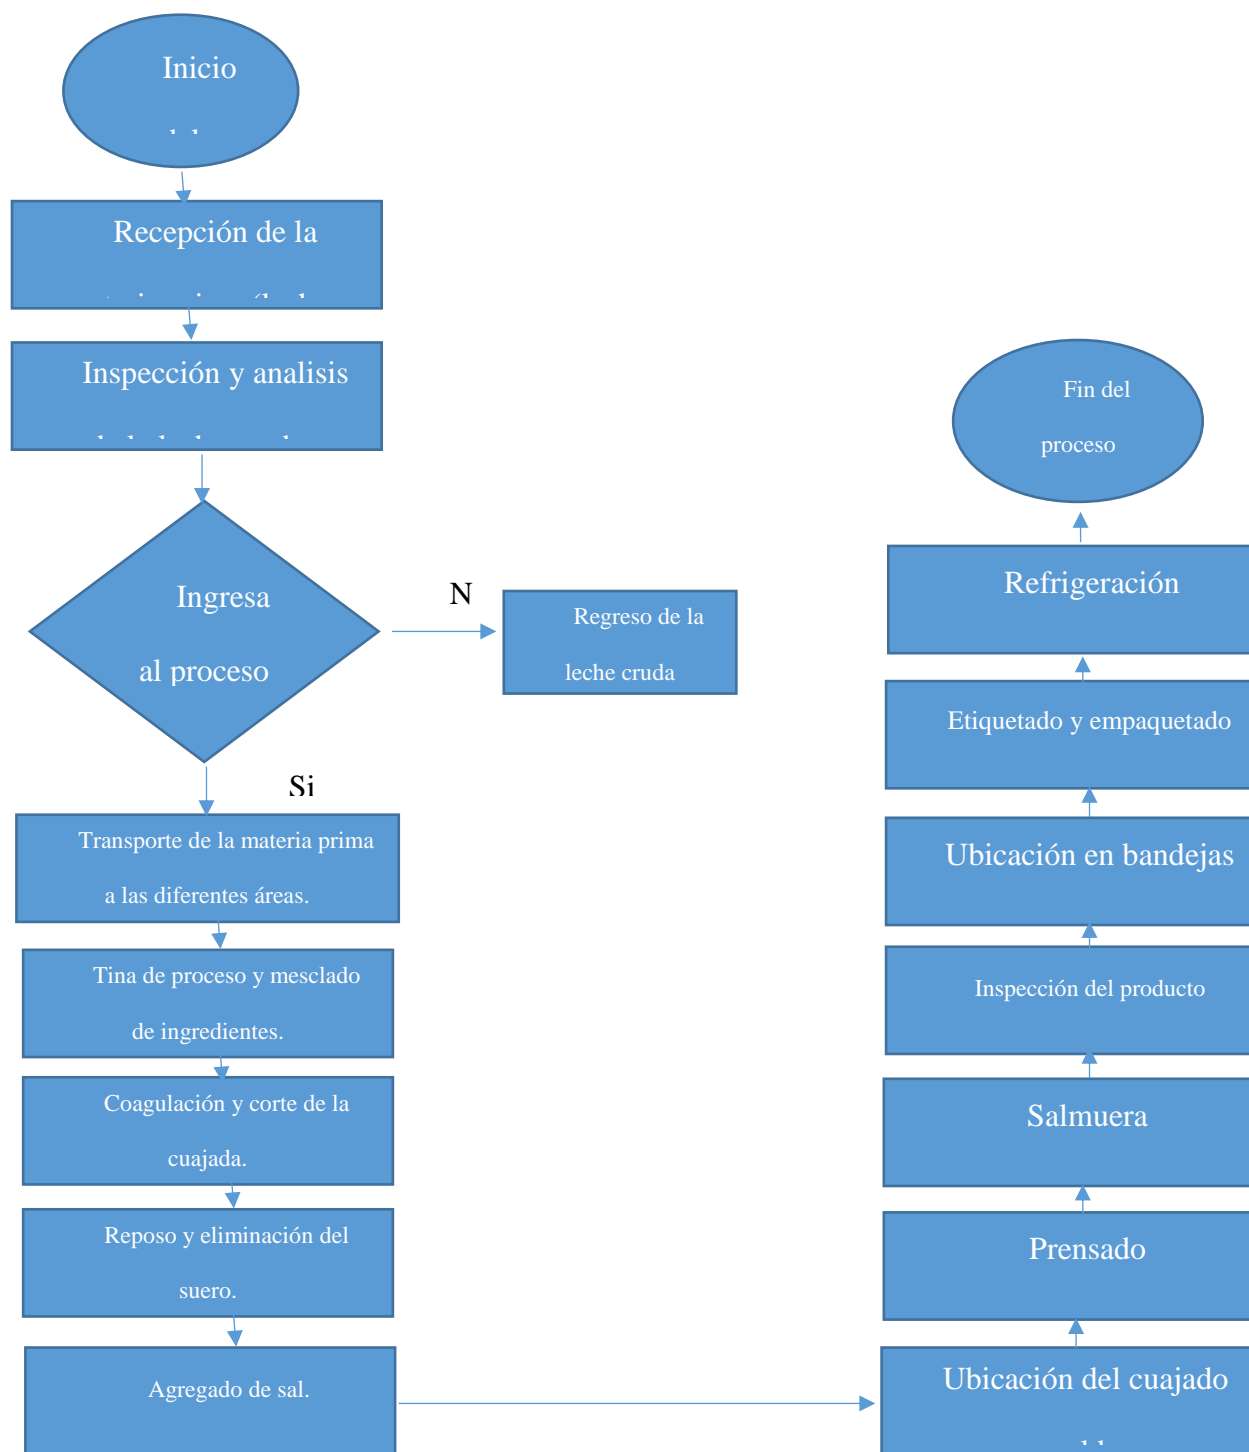 Inicio
Recepción de la
Inspección y analisis
Ingresa
al proceso
N
Regreso de la
leche cruda
Si
Transporte de la materia prima
a las diferentes áreas.
Tina de proceso y mesclado
de ingredientes.
Coagulación y corte de la
cuajada.
Reposo y eliminación del
suero.
Agregado de sal.
Fin del
proceso
Refrigeración
Etiquetado y empaquetado
Ubicación en bandejas
Inspección del producto
Salmuera
Prensado
Ubicación del cuajado